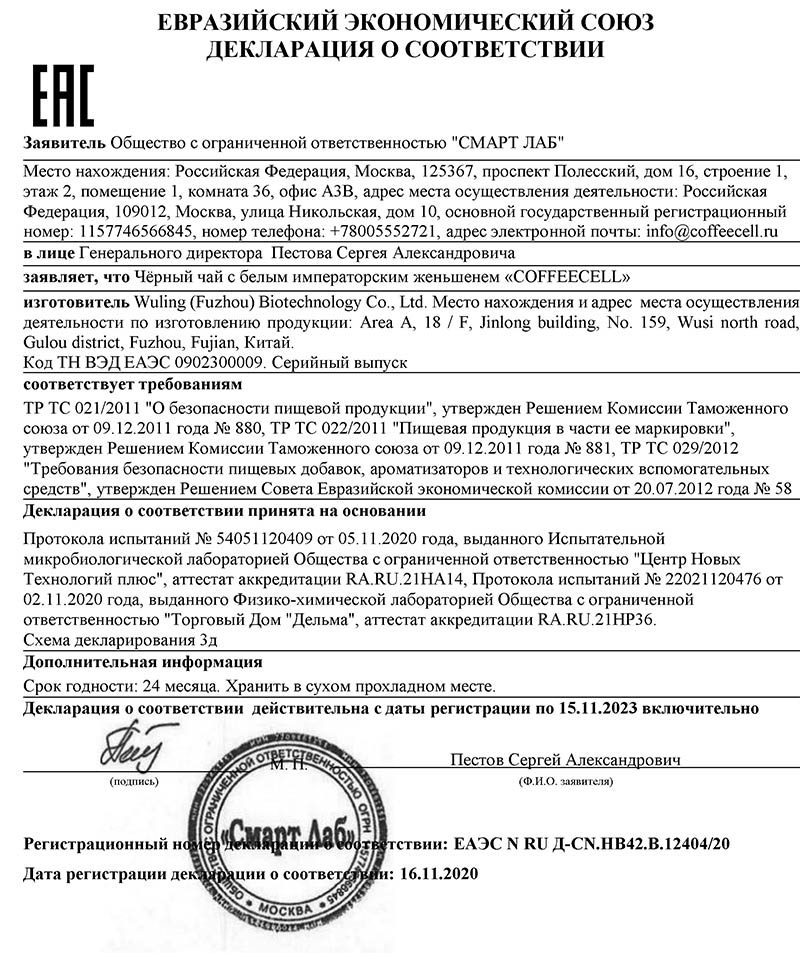 ЕВРАЗИЙСКИЙ ЭКОНОМИЧЕСКИЙ СОЮЗ
ДЕКЛАРАЦИЯ О СООТВЕТСТВИИ
ЕАС
Заявитель Общество с ограниченной ответственностью "СМАРТ ЛАБ"
Место нахождения: Российская Федерация, Москва, 125367, проспект Полесский, дом 16, строение 1,
этаж 2, помещение 1, комната 36, офис А3В, адрес места осуществления деятельности: Российская
Федерация, 109012, Москва, улица Никольская, дом 10, основной государственный регистрационный
номер: 1157746566845, номер телефона: +78005552721, адрес электронной почты: info@coffeecell.ru
в лице Генерального директора Пестова Сергея Александровича
заявляет, что Чёрный чай с белым императорским женьшенем «COFFEECELL»
изготовитель Wuling (Fuzhou) Biotechnology Co., Ltd. Место нахождения и адрес места осуществления
деятельности по изготовлению продукции: Area A, 18 / F, Jinlong building, No. 159, Wusi north road,
Gulou district, Fuzhou, Fujian, Китай.
Код ТН ВЭД ЕАЭС 0902300009. Серийный выпуск
соответствует требованиям
ТР ТС 021/2011 "О безопасности пищевой продукции", утвержден Решением Комиссии Таможенного
союза от 09.12.2011 года № 880, ТР ТС 022/2011 "Пищевая продукция в части ее маркировки",
утвержден Решением Комиссии Таможенного союза от 09.12.2011 года № 881, ТР ТС 029/2012
"Требования безопасности пищевых добавок, ароматизаторов и технологических вспомогательных
средств", утвержден Решением Совета Евразийской экономической комиссии от 20.07.2012 года № 58
Декларация о соответствии принята на основании
Протокола испытаний № 54051120409 от 05.11.2020 года, выданного Испытательной
микробиологической лабораторией Общества с ограниченной ответственностью "Центр Новых
Технологий плюс", аттестат аккредитации RA.RU.21НА14, Протокола испытаний № 22021120476 от
02.11.2020 года, выданного Физико-химической лабораторией Общества с ограниченной
ответственностью "Торговый Дом "Дельма", аттестат аккредитации RA.RU.21НР36.
Схема декларирования 3д
Дополнительная информация
Срок годности: 24 месяца. Хранить в сухом прохладном месте.
Декларация о соответствии действительна с даты регистрации по 15.11.2023 включительно
М. П.
Пестов Сергей Александрович
(подпись)
(Ф.И.О. заявителя)
ОБЩЕСТВО С ОГРАНИЧЕННОЙ ОТВЕТСТВЕННОСТЬЮ ОГРН 1157746566845
«Смарт Лаб»
* МОСКВА *
Регистрационный номер декларации о соответствии: ЕАЭС N RU Д-CN.НВ42.В.12404/20
Дата регистрации декларации о соответствии: 16.11.2020